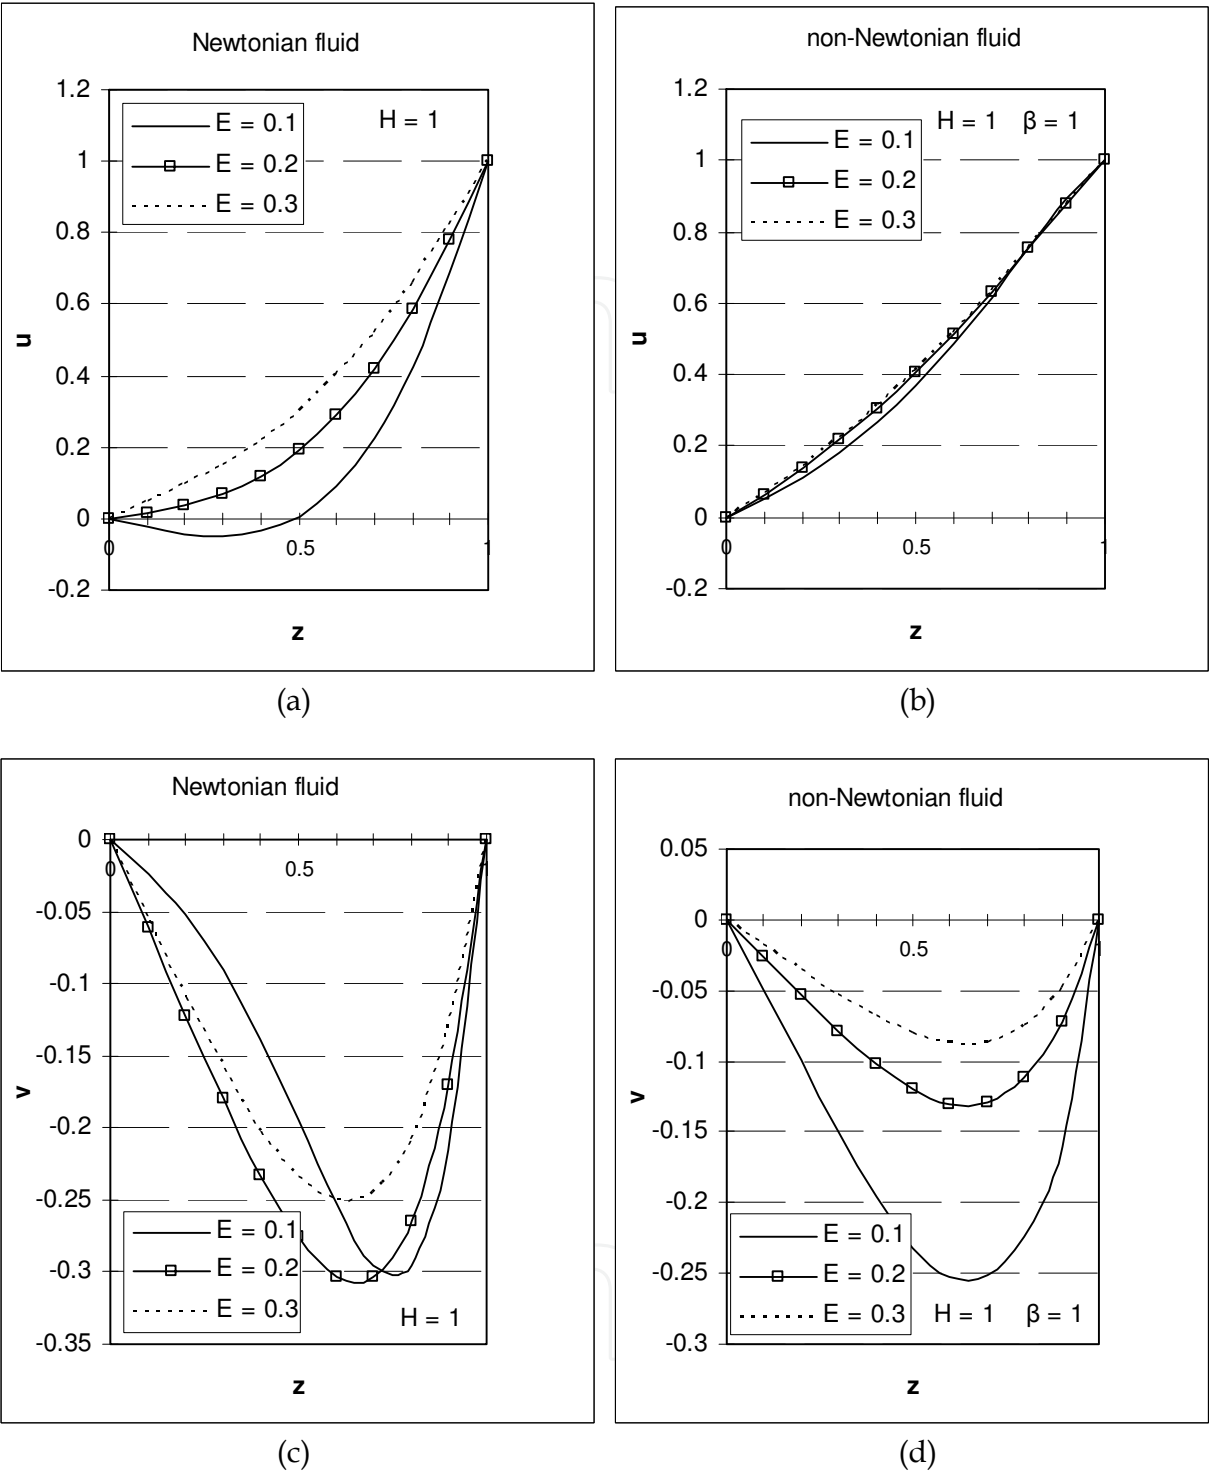 Newtonian fluid
1.2
1
0.8
0.6
0.4
0.2
0
-0.2
E = 0.1
E = 0.2
E = 0.3
H = 1
u
0
0.5
1
z
(a)
non-Newtonian fluid
1.2
1
0.8
0.6
0.4
0.2
0
-0.2
E = 0.1
E = 0.2
E = 0.3
H = 1 β = 1
u
0
0.5
1
z
(b)
Newtonian fluid
0
-0.05
-0.1
-0.15
-0.2
-0.25
-0.3
-0.35
0
0.5
v
E = 0.1
E = 0.2
E = 0.3
H = 1
z
(c)
non-Newtonian fluid
0.05
0
-0.05
-0.1
-0.15
-0.2
-0.25
-0.3
0
0.5
v
E = 0.1
E = 0.2
E = 0.3
H = 1 β = 1
z
(d)